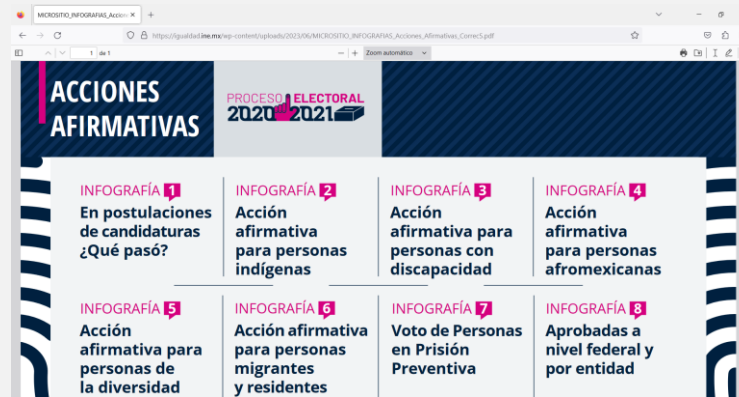 MICROSITIO_INFOGRAFIAS_Accione
https://igualdad.ine.mx/wp-content/uploads/2023/06/MICROSITIO_INFOGRAFIAS_Acciones_Afirmativas_Correc5.pdf
1 de 1
Zoom automático
ACCIONES
AFIRMATIVAS
PROCESO ELECTORAL
2020 2021
INFOGRAFÍA 1
En postulaciones
de candidaturas
¿Qué pasó?
INFOGRAFÍA 2
Acción
afirmativa
para personas
indígenas
INFOGRAFÍA 3
Acción
afirmativa para
personas con
discapacidad
INFOGRAFÍA 4
Acción
afirmativa
para personas
afromexicanas
INFOGRAFÍA 5
Acción
afirmativa para
personas de
la diversidad
INFOGRAFÍA 6
Acción afirmativa
para personas
migrantes
y residentes
INFOGRAFÍA 7
Voto de Personas
en Prisión
Preventiva
INFOGRAFÍA 8
Aprobadas a
nivel federal y
por entidad